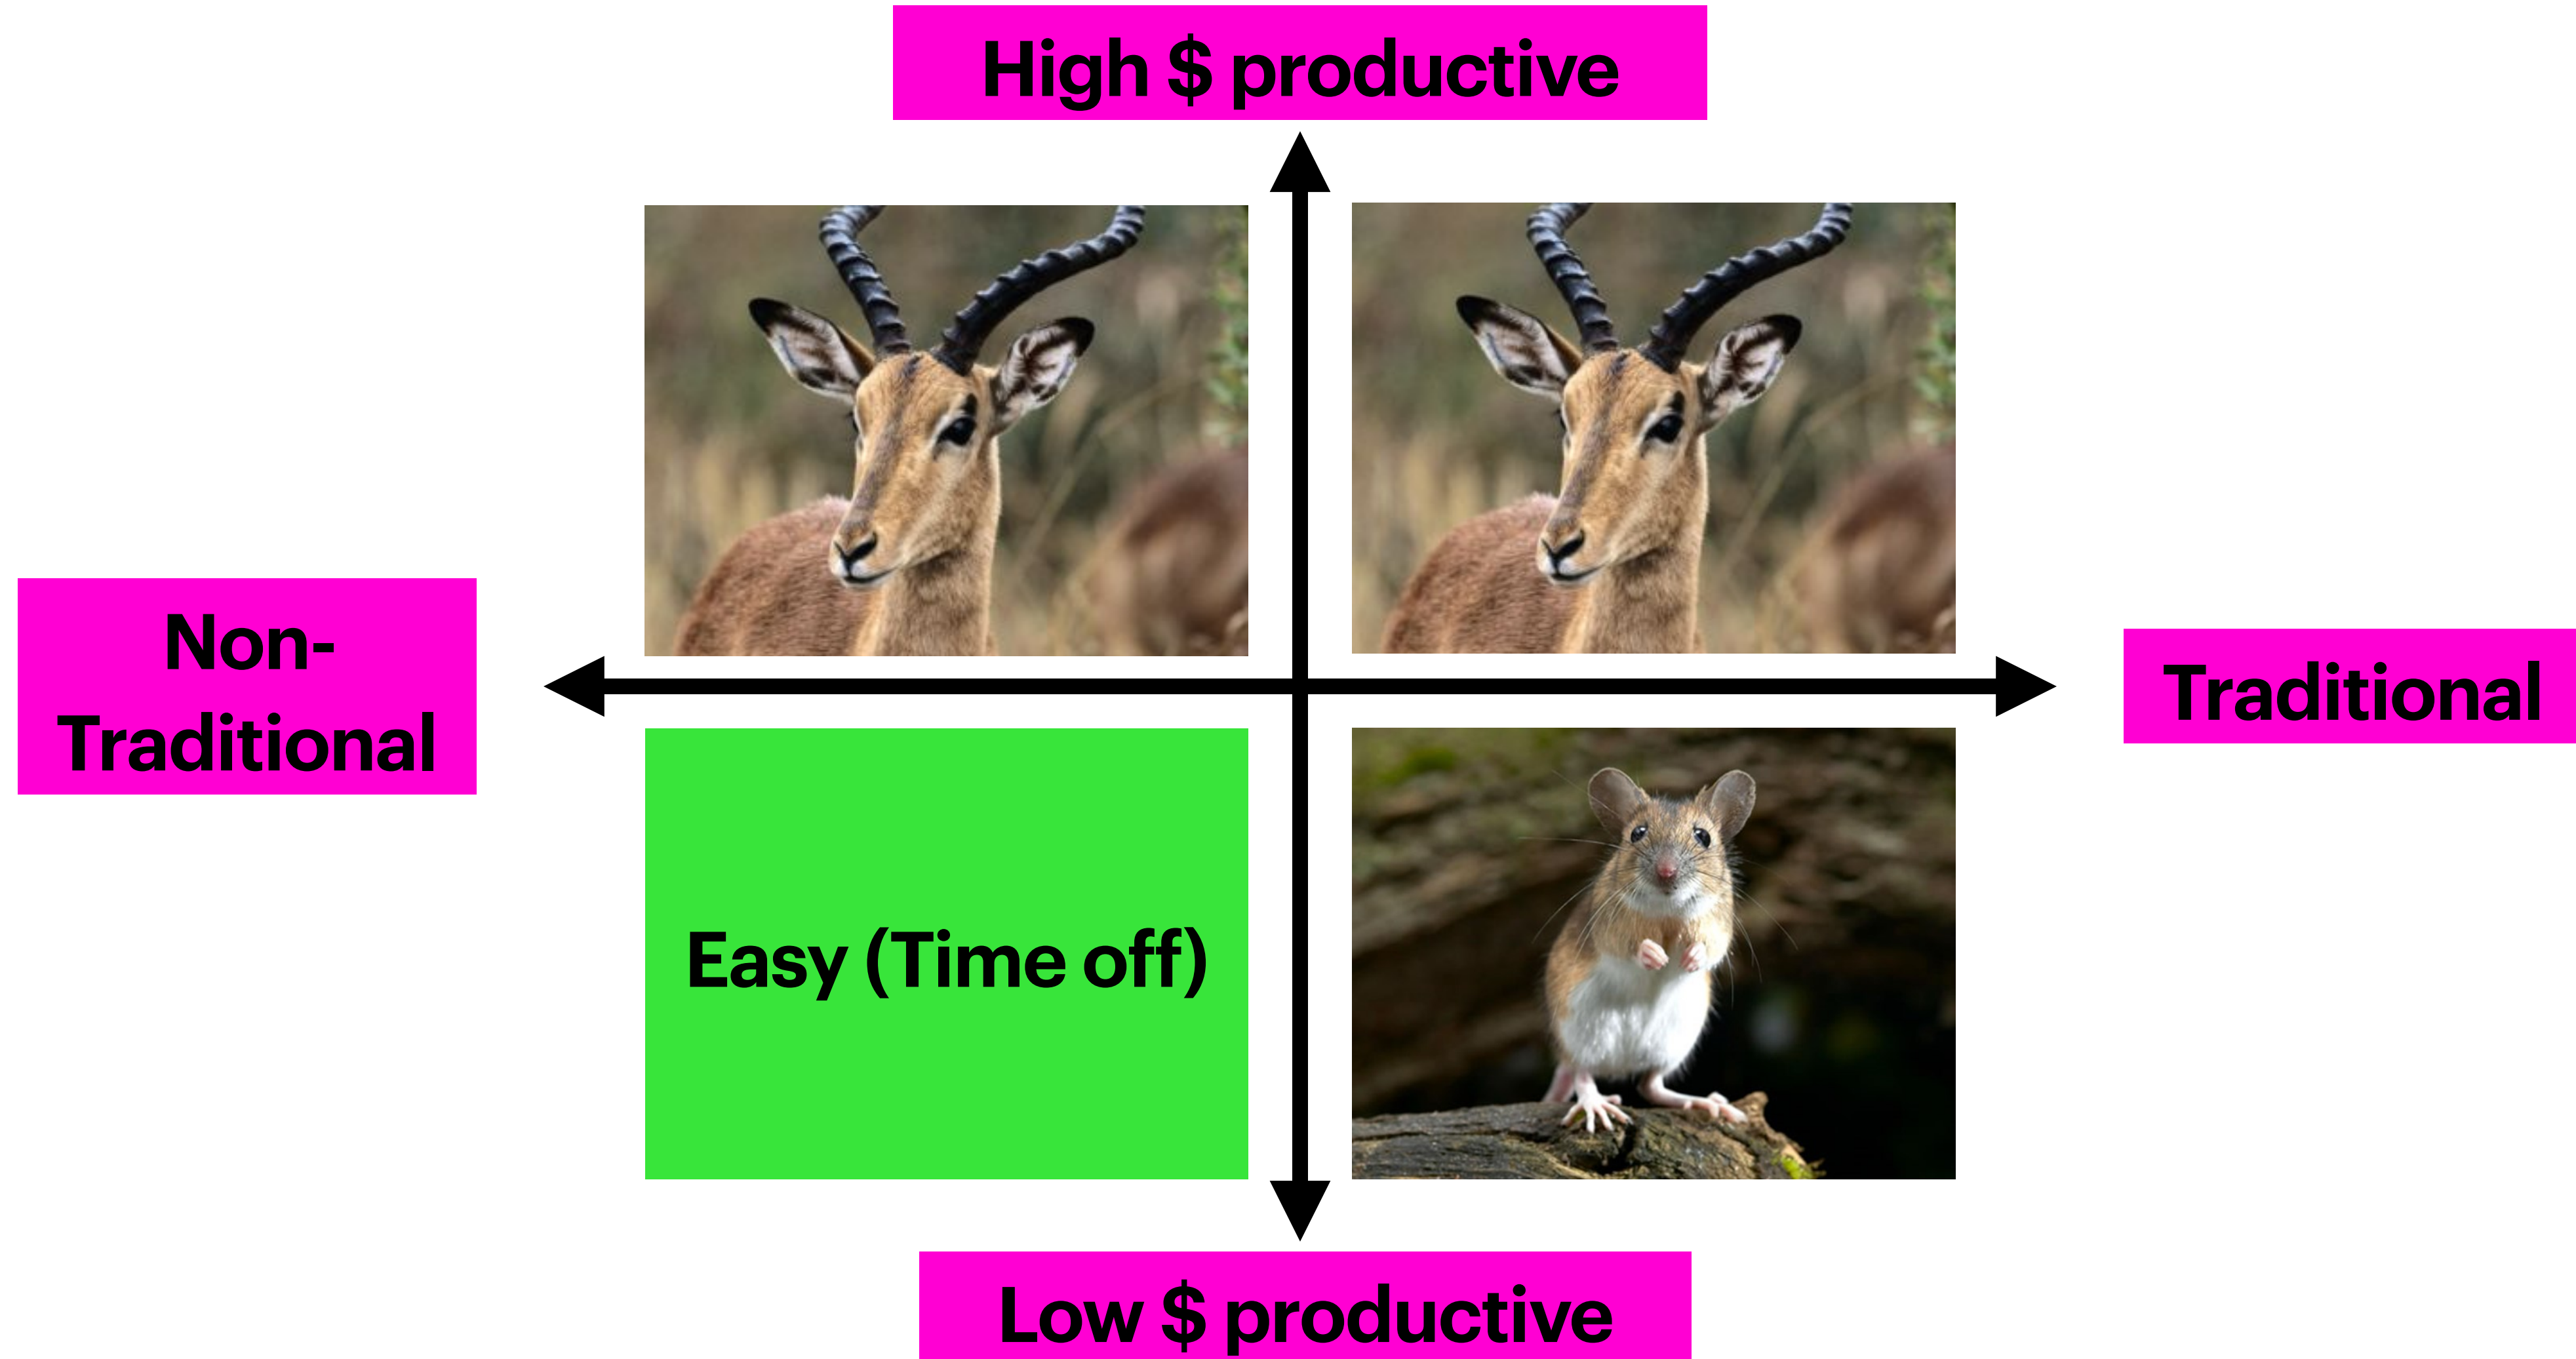 High $ productive
Non-
Traditional
Traditional
Easy (Time off)
Low $ productive